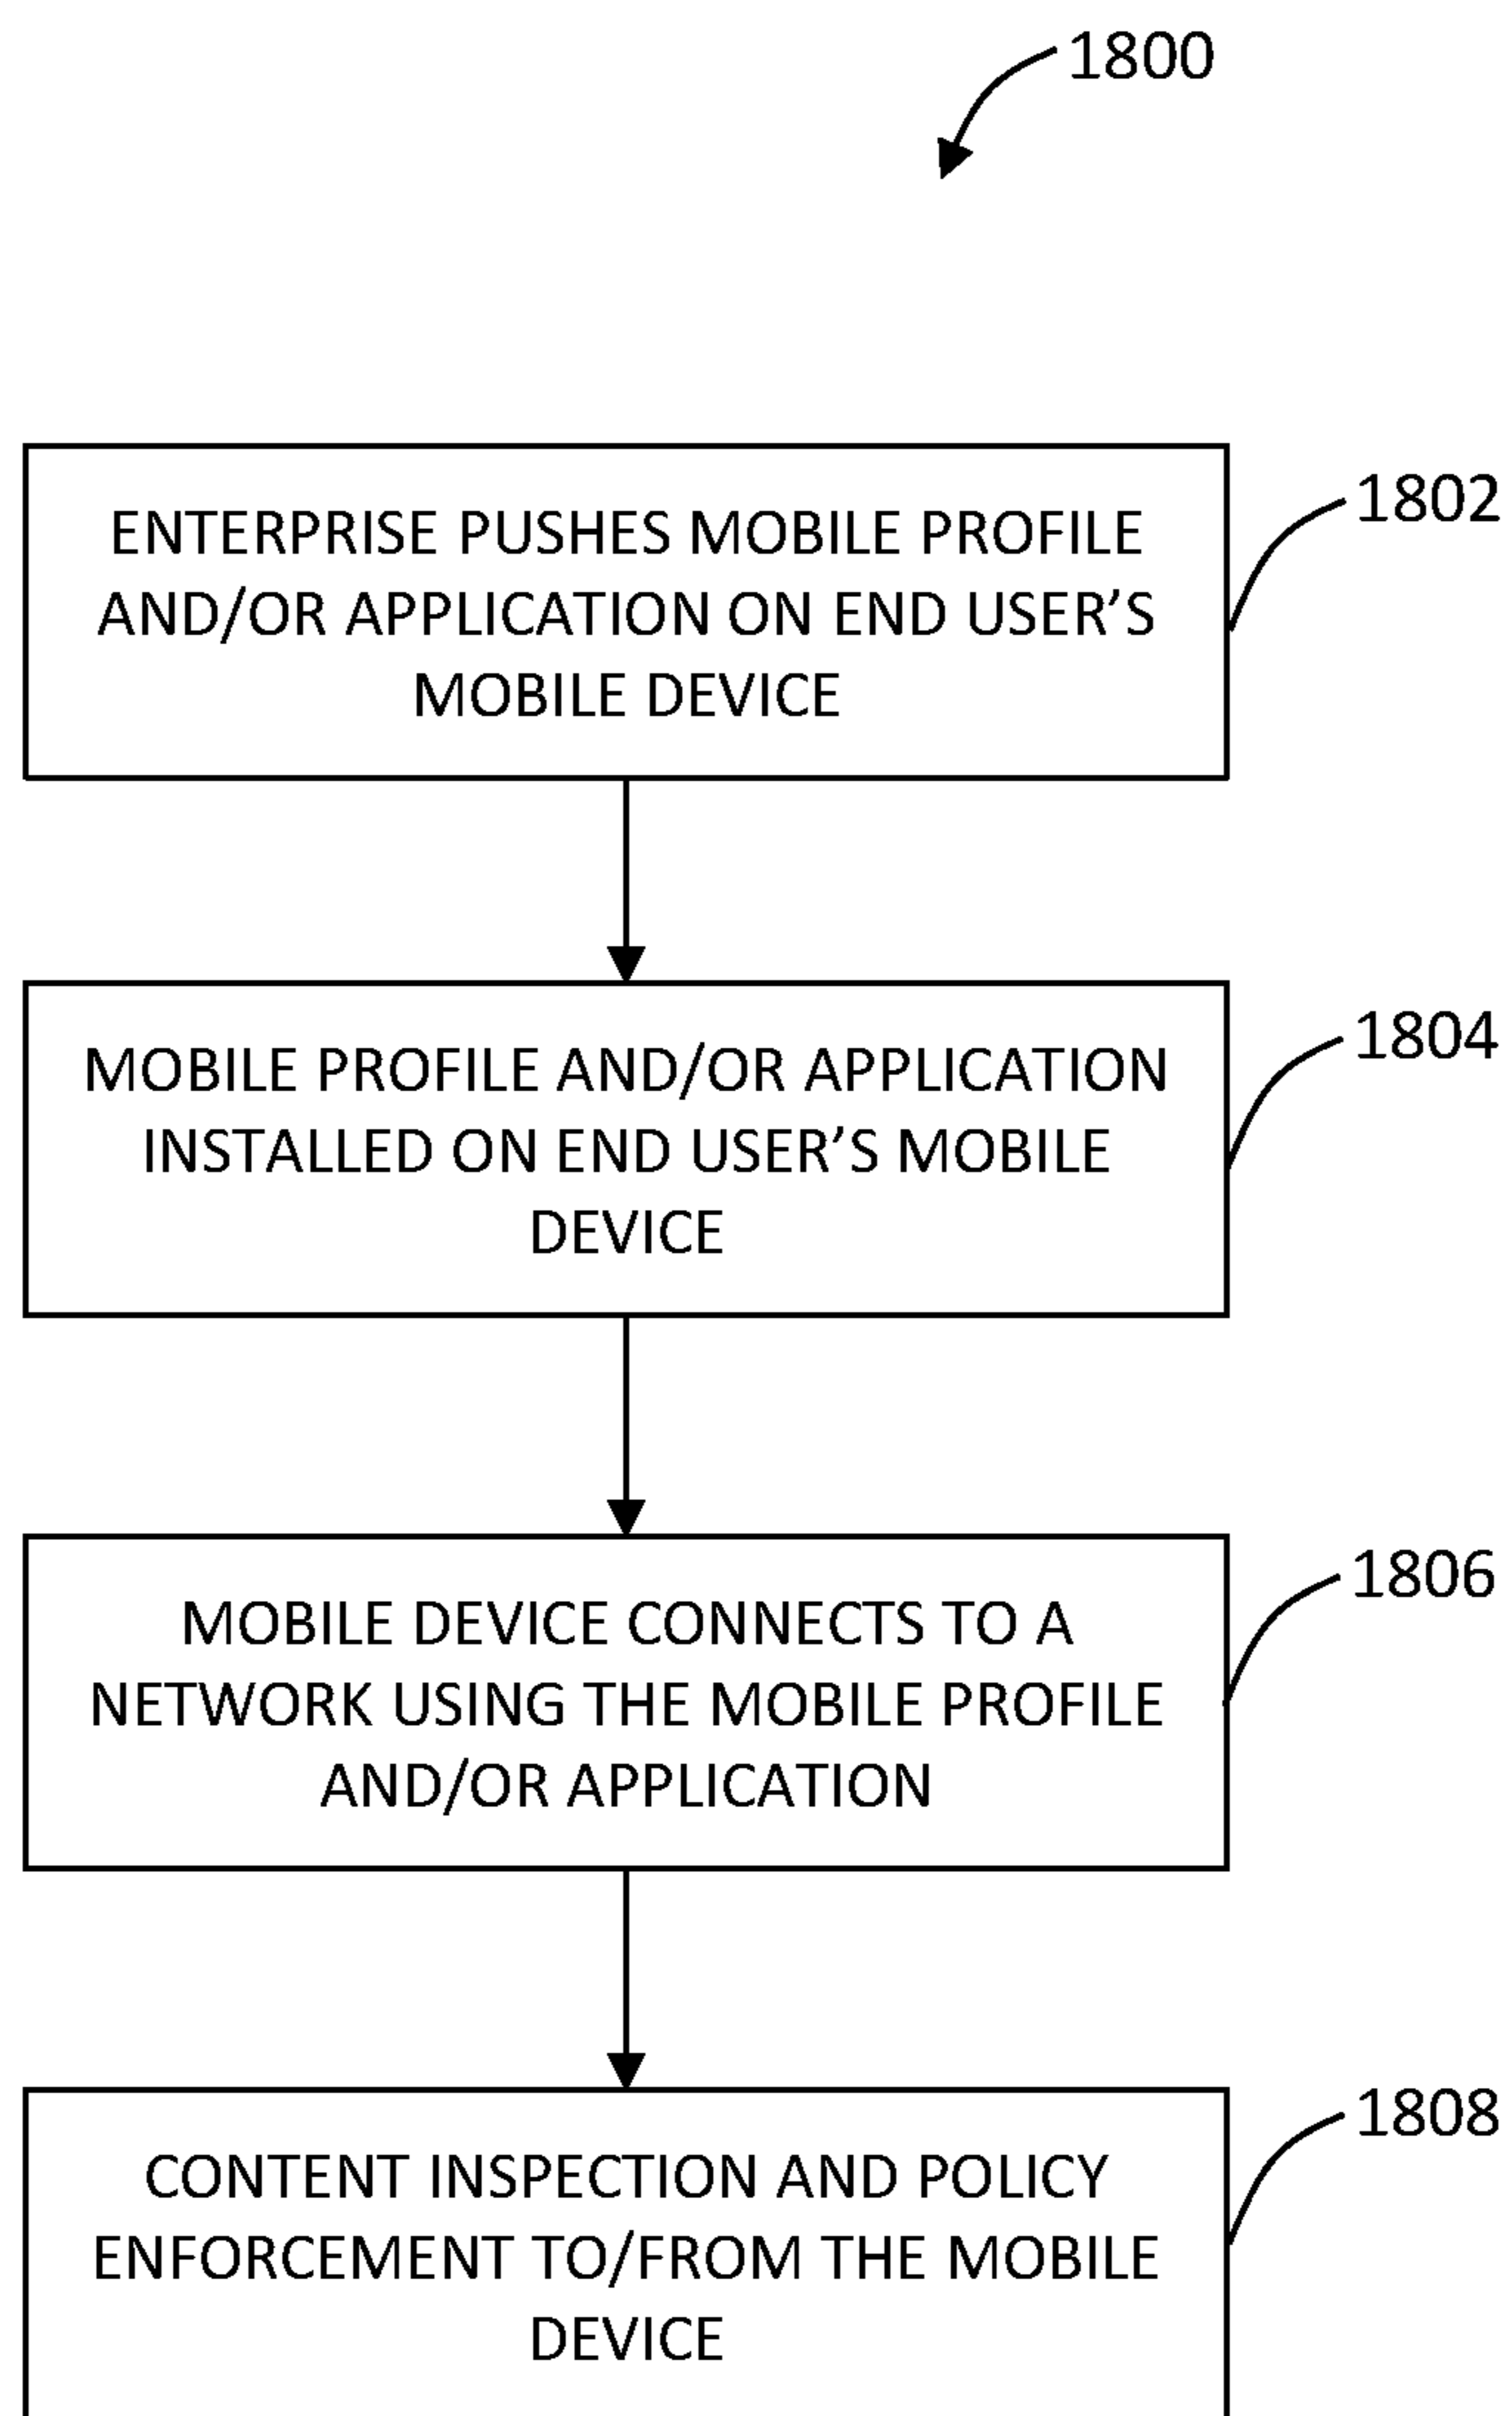 1800
ENTERPRISE PUSHES MOBILE PROFILE
AND/OR APPLICATION ON END USER’S
MOBILE DEVICE
1802
MOBILE PROFILE AND/OR APPLICATION
INSTALLED ON END USER’S MOBILE
DEVICE
1804
MOBILE DEVICE CONNECTS TO A
NETWORK USING THE MOBILE PROFILE
AND/OR APPLICATION
1806
CONTENT INSPECTION AND POLICY
ENFORCEMENT TO/FROM THE MOBILE
DEVICE
1808